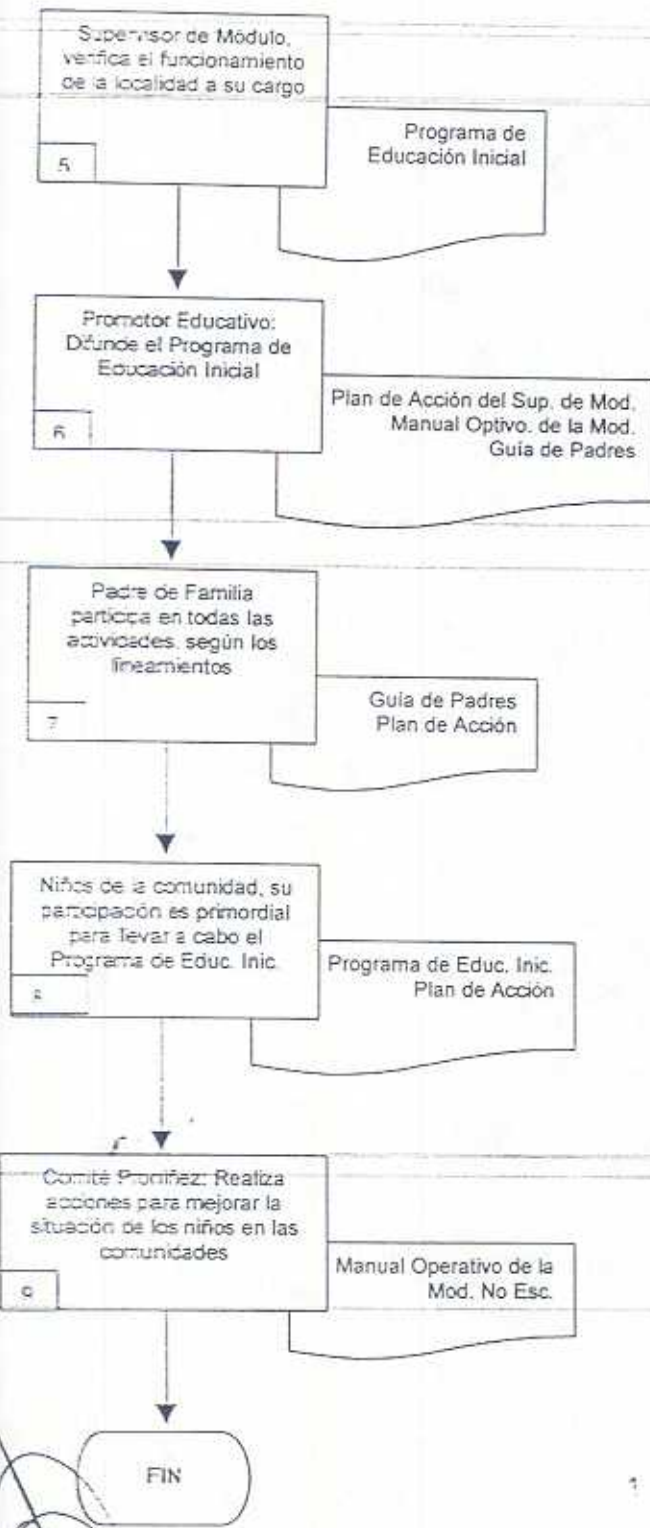 Supervisor de Módulo,
verifica el funcionamiento
de la localidad a su cargo
5
Programa de
Educación Inicial
Promotor Educativo:
Difunde el Programa de
Educación Inicial
6
Plan de Acción del Sup. de Mod.
Manual Optivo. de la Mod.
Guía de Padres
Padre de Familia
participa en todas las
actividades, según los
lineamientos
7
Guía de Padres
Plan de Acción
Niños de la comunidad, su
participación es primordial
para llevar a cabo el
Programa de Educ. Inic.
8
Programa de Educ. Inic.
Plan de Acción
Comité Proniñez: Realiza
acciones para mejorar la
situación de los niños en las
comunidades
9
Manual Operativo de la
Mod. No Esc.
FIN